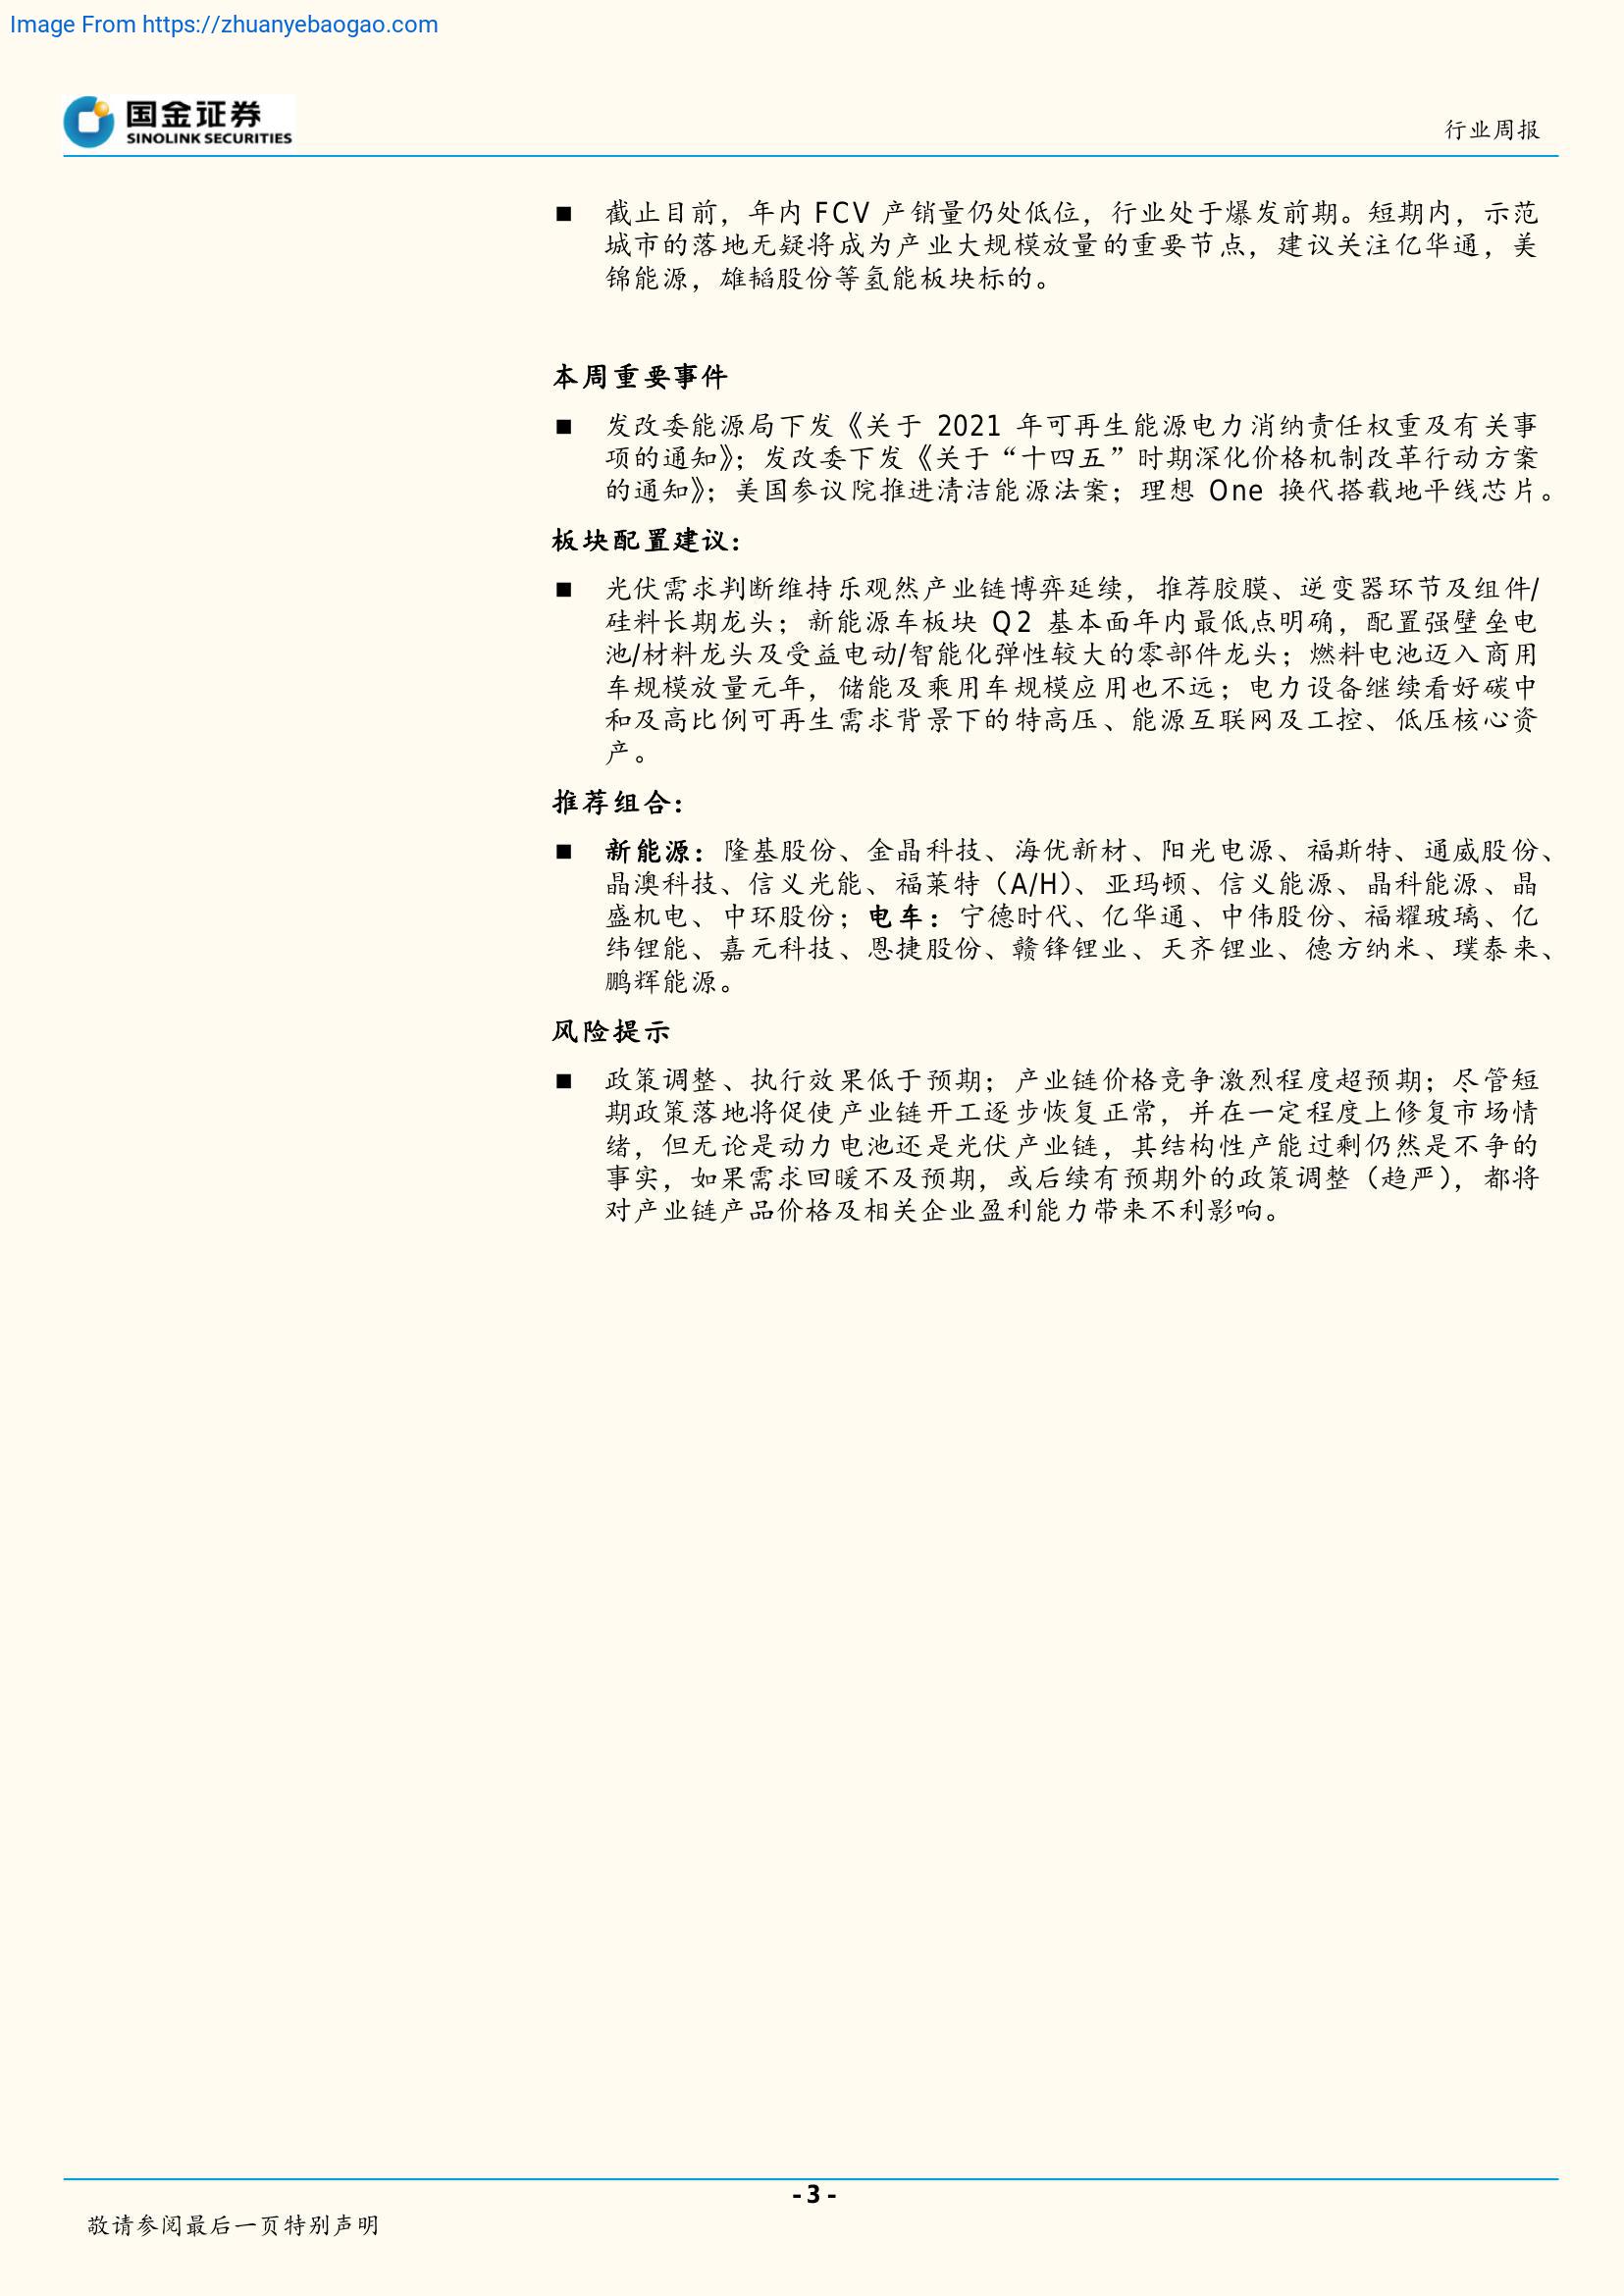 Image From https://zhuanyebaogao.com
国金证券
SINOLINK SECURITIES
行业周报
■ 截止目前，年内 FCV 产销量仍处低位，行业处于爆发前期。短期内，示范
城市的落地无疑将成为产业大规模放量的重要节点，建议关注亿华通，美
锦能源，雄韬股份等氢能板块标的。
本周重要事件
■ 发改委能源局下发《关于 2021 年可再生能源电力消纳责任权重及有关事
项的通知》；发改委下发《关于“十四五”时期深化价格机制改革行动方案
的通知》；美国参议院推进清洁能源法案；理想 One 换代搭载地平线芯片。
板块配置建议：
■ 光伏需求判断维持乐观然产业链博弈延续，推荐胶膜、逆变器环节及组件/
硅料长期龙头；新能源车板块 Q2 基本面年内最低点明确，配置强壁垒电
池/材料龙头及受益电动/智能化弹性较大的零部件龙头；燃料电池迈入商用
车规模放量元年，储能及乘用车规模应用也不远；电力设备继续看好碳中
和及高比例可再生需求背景下的特高压、能源互联网及工控、低压核心资
产。
推荐组合：
■ 新能源：隆基股份、金晶科技、海优新材、阳光电源、福斯特、通威股份、
晶澳科技、信义光能、福莱特（A/H）、亚玛顿、信义能源、晶科能源、晶
盛机电、中环股份；电车：宁德时代、亿华通、中伟股份、福耀玻璃、亿
纬锂能、嘉元科技、恩捷股份、赣锋锂业、天齐锂业、德方纳米、璞泰来、
鹏辉能源。
风险提示
■ 政策调整、执行效果低于预期；产业链价格竞争激烈程度超预期；尽管短
期政策落地将促使产业链开工逐步恢复正常，并在一定程度上修复市场情
绪，但无论是动力电池还是光伏产业链，其结构性产能过剩仍然是不争的
事实，如果需求回暖不及预期，或后续有预期外的政策调整（趋严），都将
对产业链产品价格及相关企业盈利能力带来不利影响。
- 3 -
敬请参阅最后一页特别声明